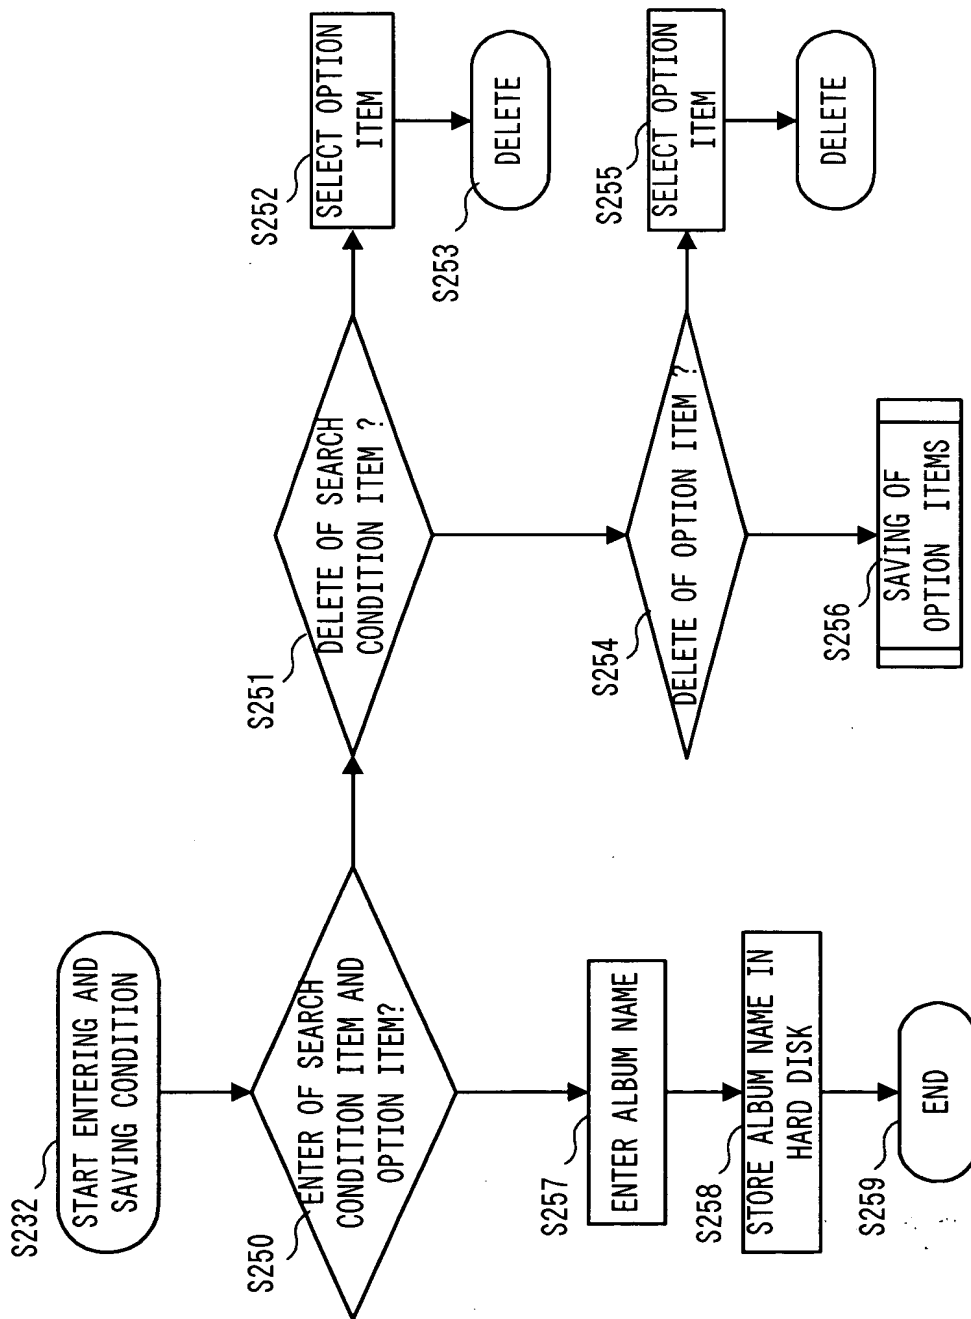 S232
START ENTERING AND
SAVING CONDITION
S250
ENTER OF SEARCH
CONDITION ITEM AND
OPTION ITEM?
S251
DELETE OF SEARCH
CONDITION ITEM ?
S252
SELECT OPTION
ITEM
S253
DELETE
S254
DELETE OF OPTION ITEM ?
S255
SELECT OPTION
ITEM
DELETE
S256
SAVING OF
OPTION ITEMS
S257
ENTER ALBUM NAME
S258
STORE ALBUM NAME IN
HARD DISK
S259
END